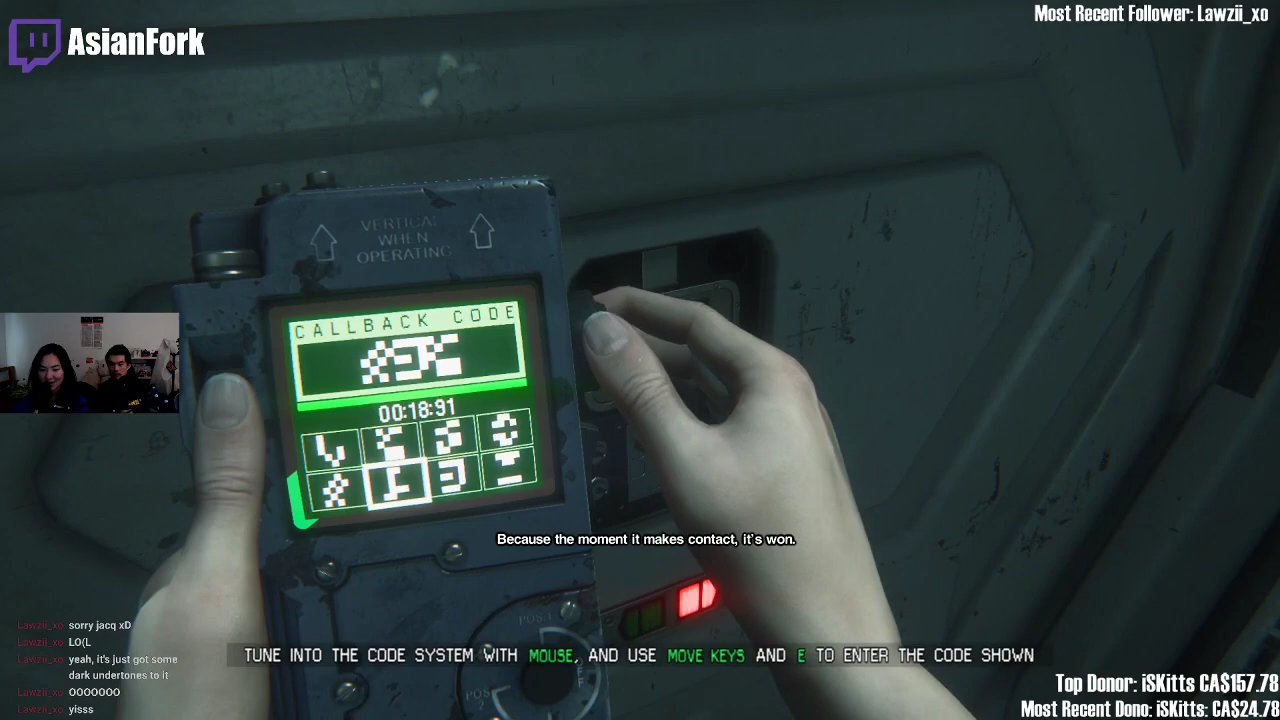 AsianFork
Most Recent Follower: Lawzii_xo
VERTICAL
WHEN
OPERATING
CALLBACK CODE
00:18:91
Because the moment it makes contact, it's won.
Lawzii_xo sorry jacq xD
Lawzii_xo LO(L
Lawzii_xo yeah, it's just got some
dark undertones to it
Lawzii_xo OOOOOOO
Lawzii_xo yisss
POS.1
TUNE INTO THE CODE SYSTEM WITH MOUSE, AND USE MOVE KEYS AND E TO ENTER THE CODE SHOWN
Top Donor: iSKitts CA$157.78
Most Recent Dono: iSKitts: CA$24.78